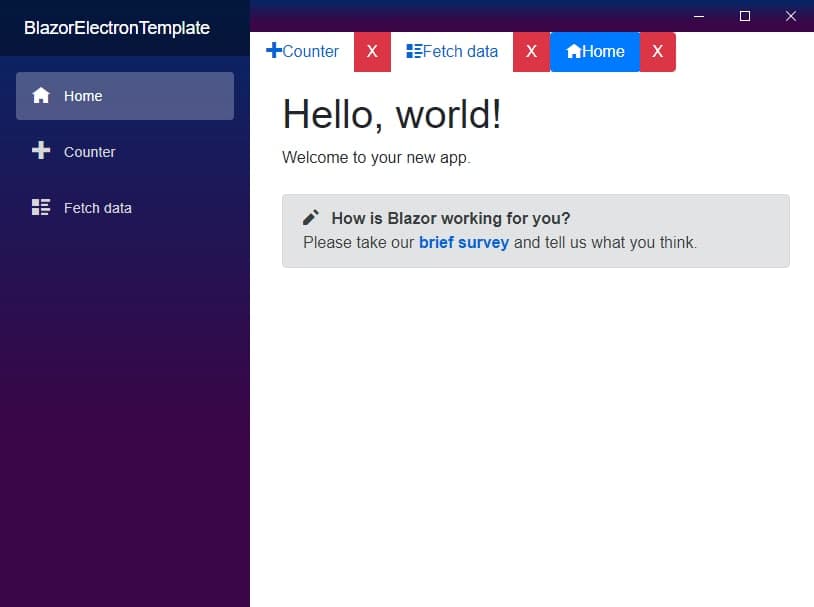 BlazorElectronTemplate
Home
Counter
Fetch data
Counter X Fetch data X Home X
Hello, world!
Welcome to your new app.
How is Blazor working for you?
Please take our brief survey and tell us what you think.